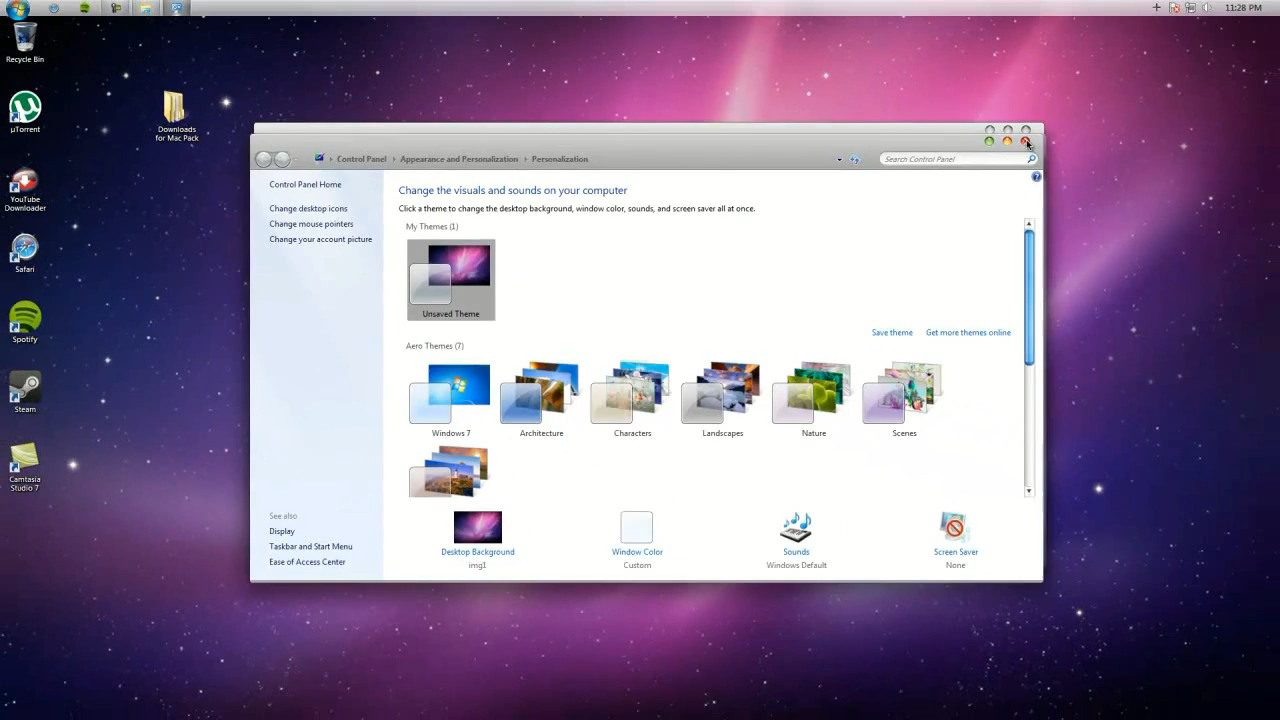 11:28 PM
Recycle Bin
µTorrent
Downloads
for Mac Pack
YouTube
Downloader
Safari
Spotify
Steam
Camtasia
Studio 7
Control Panel
Appearance and Personalization
Personalization
Search Control Panel
Control Panel Home
Change desktop icons
Change mouse pointers
Change your account picture
See also
Display
Taskbar and Start Menu
Ease of Access Center
Change the visuals and sounds on your computer
Click a theme to change the desktop background, window color, sounds, and screen saver all at once.
My Themes (1)
Unsaved Theme
Save theme
Get more themes online
Aero Themes (7)
Windows 7
Architecture
Characters
Landscapes
Nature
Scenes
Desktop Background
img1
Window Color
Custom
Sounds
Windows Default
Screen Saver
None